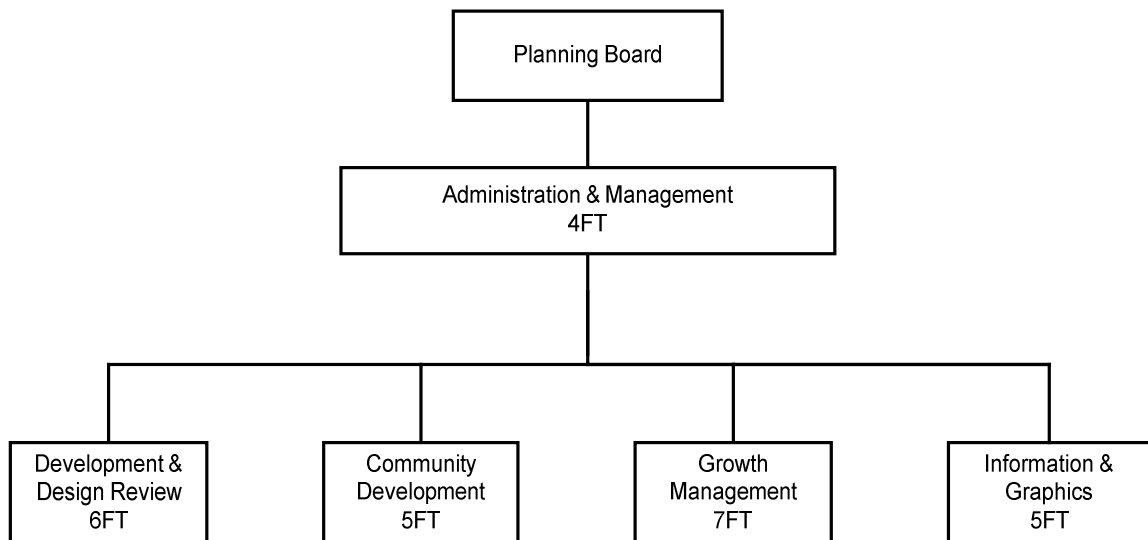 Planning Board
Administration & Management
4FT
Development &
Design Review
6FT
Community
Development
5FT
Growth
Management
7FT
Information &
Graphics
5FT